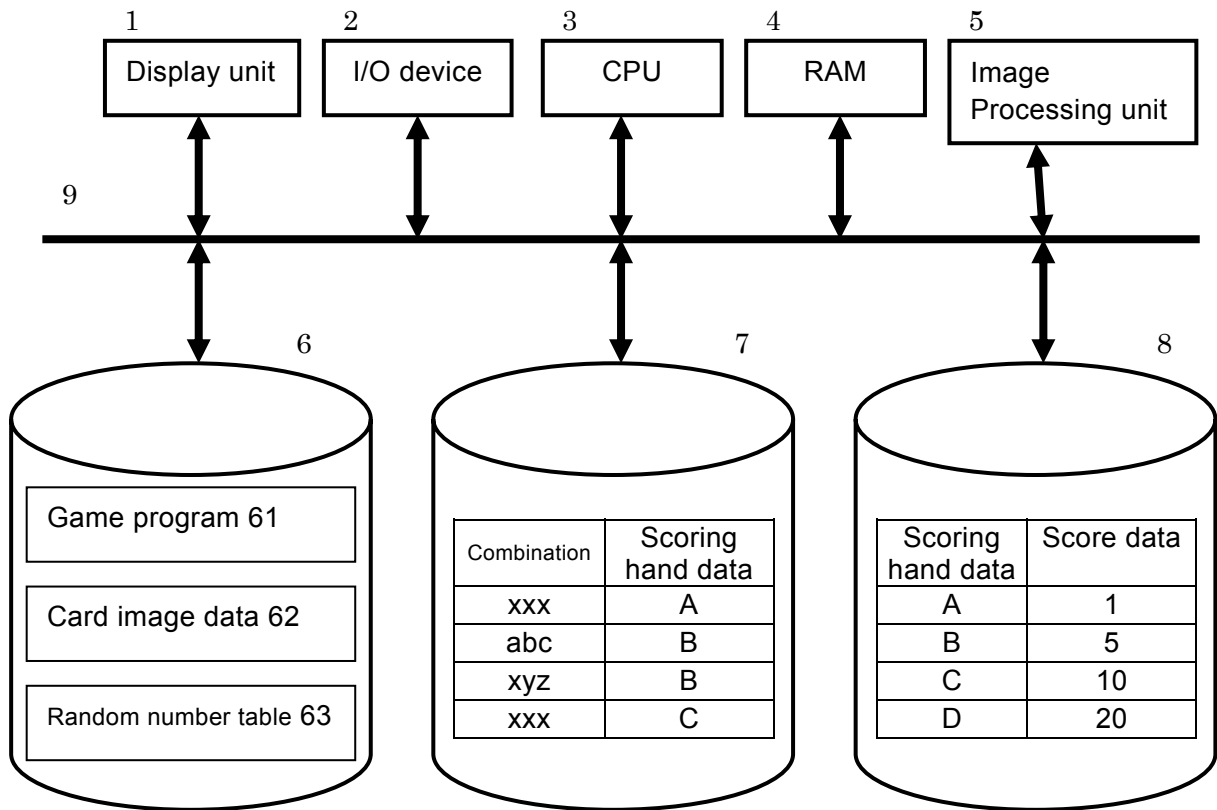 1 2 3 4 5
Display unit I/O device CPU RAM Image
Processing unit
9
6 7 8
Game program 61
Card image data 62
Random number table 63
Combination Scoring
hand data
xxx A
abc B
xyz B
xxx C
Scoring
hand data Score data
A 1
B 5
C 10
D 20